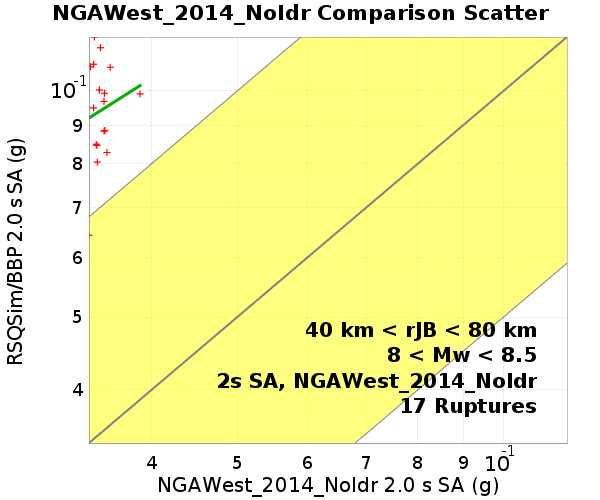 NGAWest_2014_NoIdr Comparison Scatter
RSQSim/BBP 2.0 s SA (g)
10-1
9
8
7
6
5
4
40 km < rJB < 80 km
8 < Mw < 8.5
2s SA, NGAWest_2014_NoIdr
17 Ruptures
4 5 6 7 8 9 10-1
NGAWest_2014_NoIdr 2.0 s SA (g)